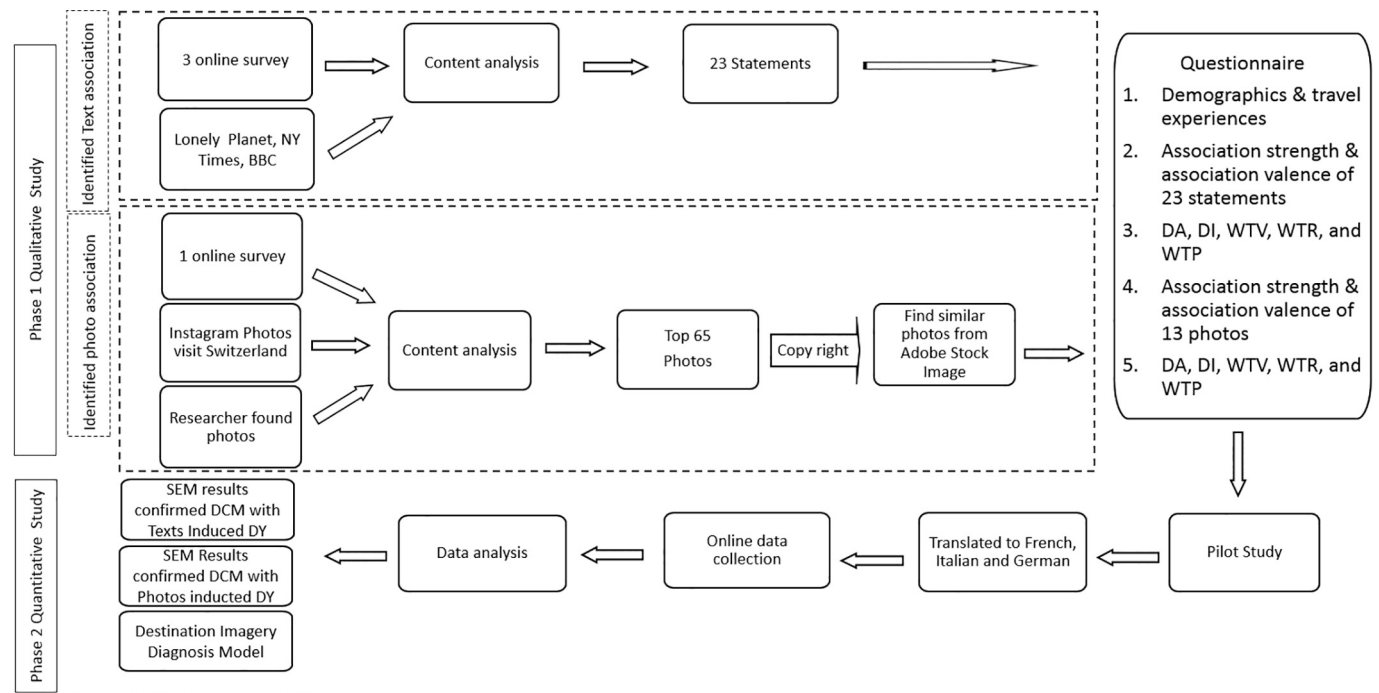 Phase 1 Qualitative Study
Identified Text association
3 online survey
Lonely Planet, NY
Times, BBC
Content analysis
23 Statements
Identified photo association
1 online survey
Instagram Photos
visit Switzerland
Researcher found
photos
Content analysis
Top 65
Photos
Copy right
Find similar
photos from
Adobe Stock
Image
Questionnaire
1. Demographics & travel
experiences
2. Association strength &
association valence of
23 statements
3. DA, DI, WTV, WTR, and
WTP
4. Association strength &
association valence of
13 photos
5. DA, DI, WTV, WTR, and
WTP
Phase 2 Quantitative Study
Pilot Study
Translated to French,
Italian and German
Online data
collection
Data analysis
SEM results
confirmed DCM with
Texts Induced DY
SEM Results
confirmed DCM with
Photos inducted DY
Destination Imagery
Diagnosis Model